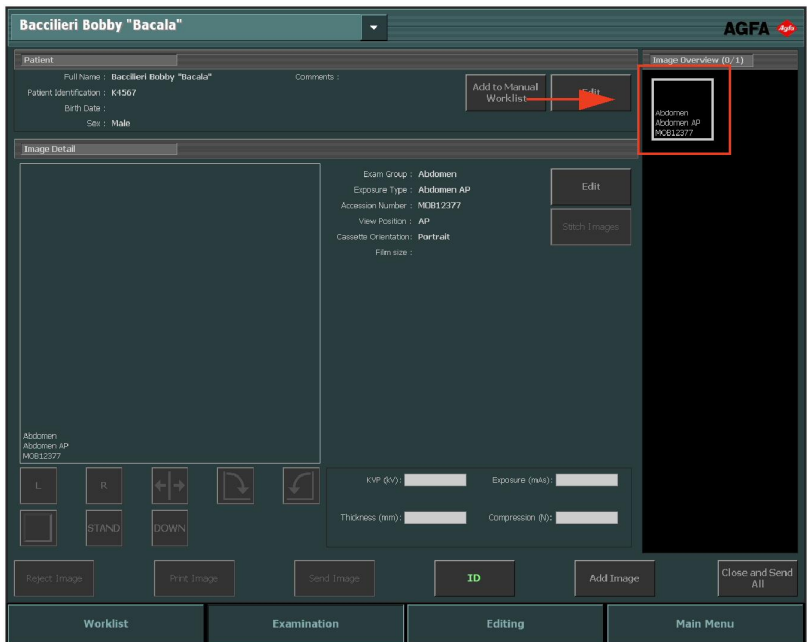 Baccilieri Bobby "Bacala"
AGFA
Agfa
Patient
Full Name : Baccilieri Bobby "Bacala"
Comments :
Patient Identification : K4567
Birth Date :
Sex : Male
Add to Manual
Worklist
Edit
Image Overview (0/1)
Abdomen
Abdomen AP
MOB12377
Image Detail
Exam Group : Abdomen
Exposure Type : Abdomen AP
Accession Number : MOB12377
View Position : AP
Cassette Orientation: Portrait
Film size :
Edit
Stitch Images
Abdomen
Abdomen AP
MOB12377
L
R
STAND
DOWN
KVP (kV):
Exposure (mAs):
Thickness (mm):
Compression (N):
Reject Image
Print Image
Send Image
ID
Add Image
Close and Send
All
Worklist
Examination
Editing
Main Menu